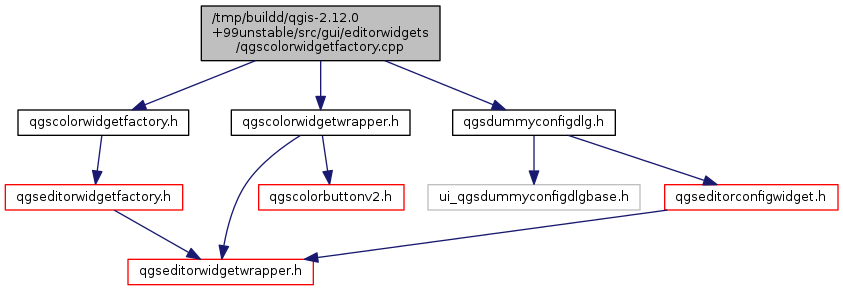 /tmp/buildd/qgis-2.12.0
+99unstable/src/gui/editorwidgets
/qgscolorwidgetfactory.cpp
qgscolorwidgetfactory.h
qgscolorwidgetwrapper.h
qgsdummyconfigdlg.h
qgseditorwidgetfactory.h
qgscolorbuttonv2.h
ui_qgsdummyconfigdlgbase.h
qgseditorconfigwidget.h
qgseditorwidgetwrapper.h